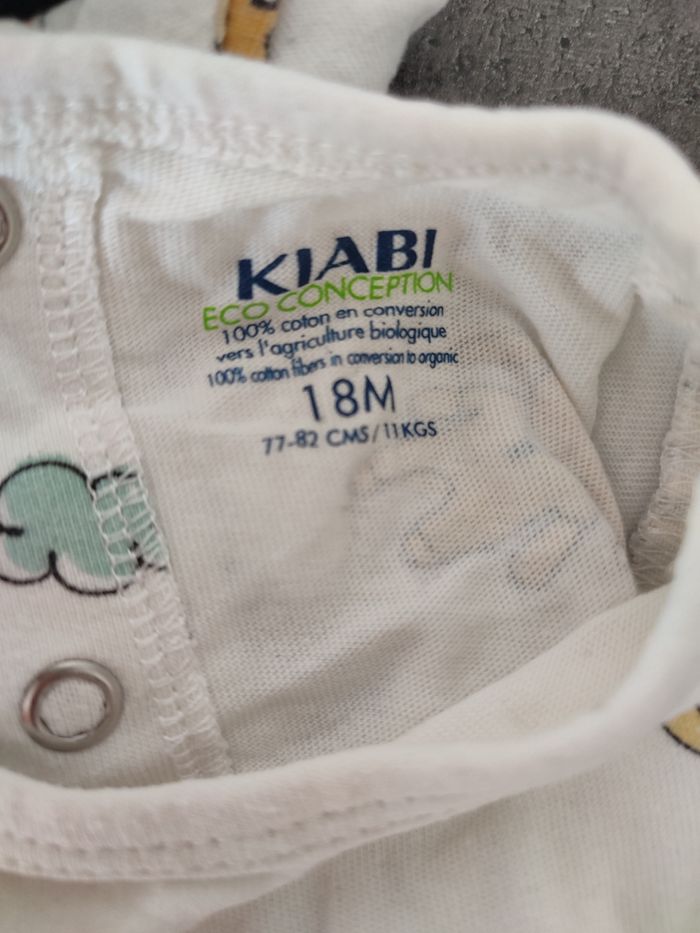 KIABI
ECO CONCEPTION
100% coton en conversion
vers l'agriculture biologique
100% cotton fibers in conversion to organic
18M
77-82 CMS/11KGS